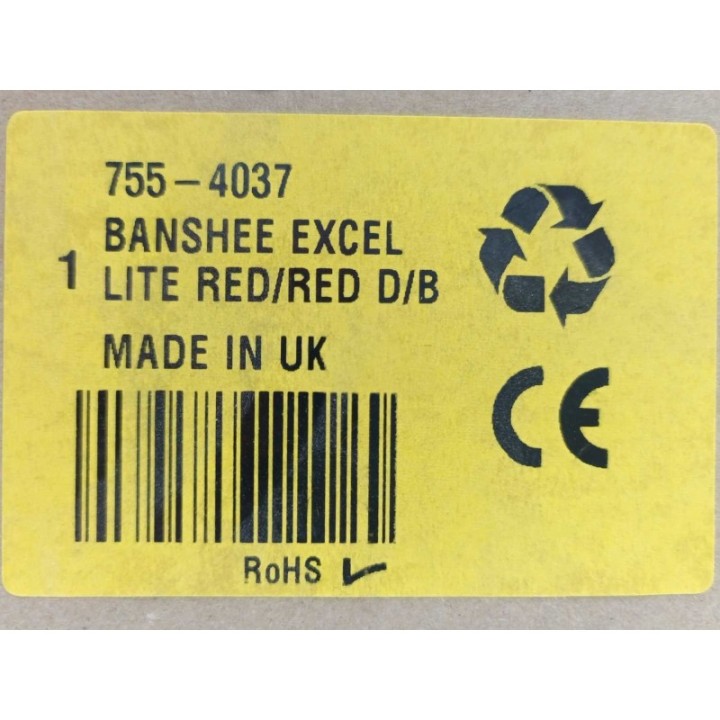 755-4037
BANSHEE EXCEL
1 LITE RED/RED D/B
MADE IN UK
CE
RoHS ✓